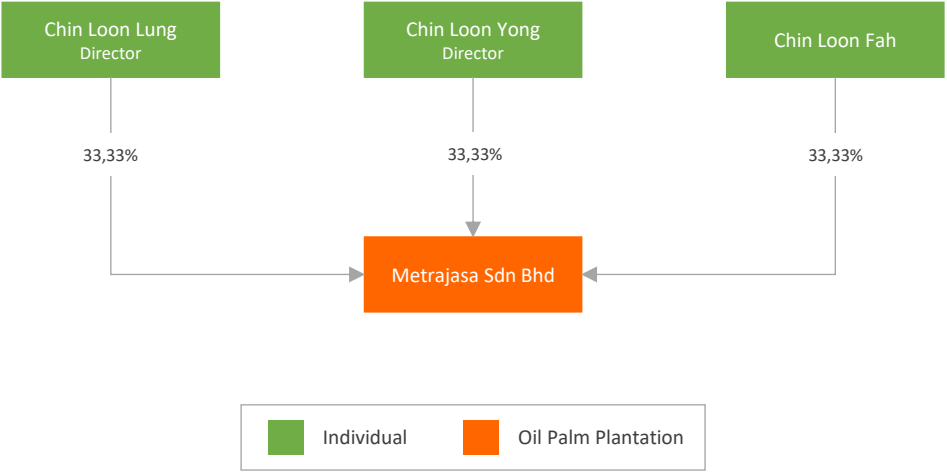 Chin Loon Lung
Director
Chin Loon Yong
Director
Chin Loon Fah
33,33%
33,33%
33,33%
Metrajasa Sdn Bhd
Individual
Oil Palm Plantation